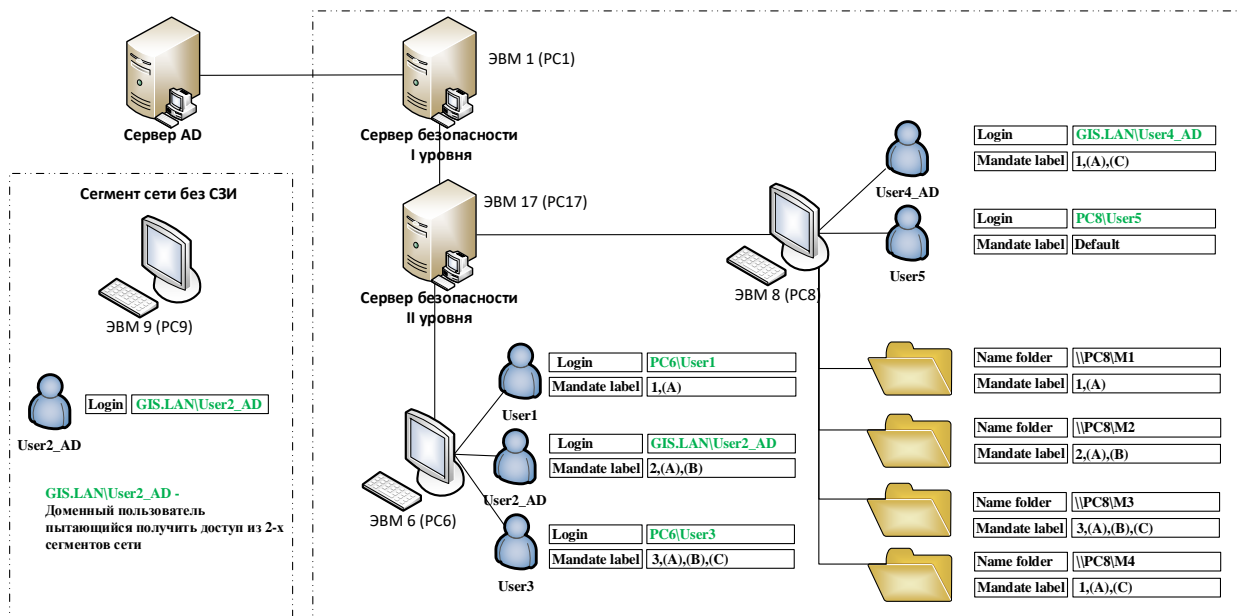 Сервер AD
ЭВМ 1 (PC1)
Сервер безопасности
I уровня
Сегмент сети без СЗИ
ЭВМ 9 (PC9)
User2_AD
Login GIS.LAN\User2_AD
GIS.LAN\User2_AD -
Доменный пользователь
пытающийся получить доступ из 2-х
сегментов сети
ЭВМ 17 (PC17)
Сервер безопасности
II уровня
ЭВМ 8 (PC8)
User4_AD
Login GIS.LAN\User4_AD
Mandate label 1,(A),(C)
User5
Login PC8\User5
Mandate label Default
ЭВМ 6 (PC6)
User1
Login PC6\User1
Mandate label 1,(A)
User2_AD
Login GIS.LAN\User2_AD
Mandate label 2,(A),(B)
User3
Login PC6\User3
Mandate label 3,(A),(B),(C)
Name folder \\PC8\M1
Mandate label 1,(A)
Name folder \\PC8\M2
Mandate label 2,(A),(B)
Name folder \\PC8\M3
Mandate label 3,(A),(B),(C)
Name folder \\PC8\M4
Mandate label 1,(A),(C)